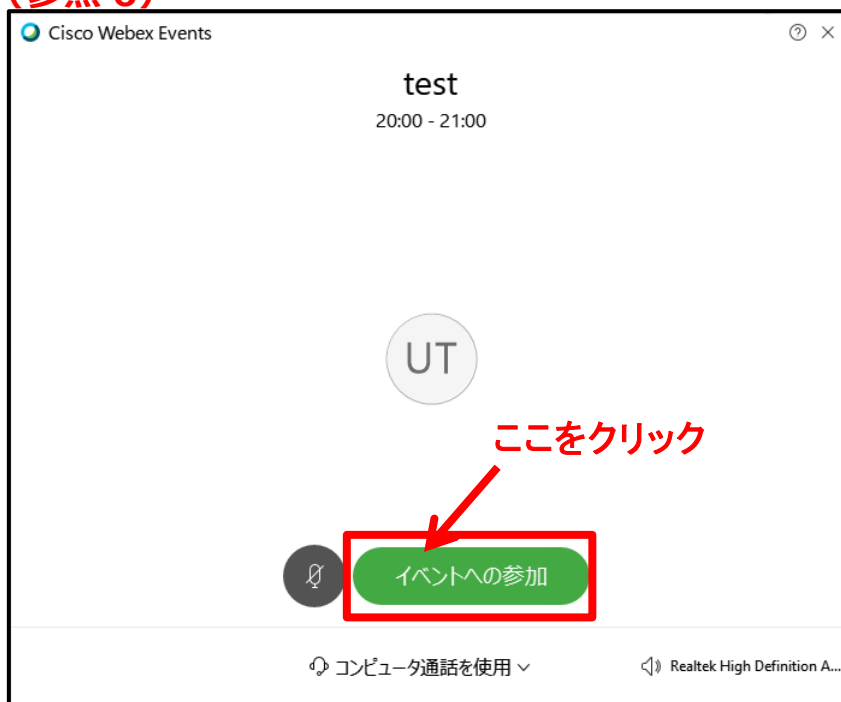 Cisco Webex Events
test
20:00 - 21:00
UT
ここをクリック
イベントへの参加
コンピュータ通話を使用
Realtek High Definition A...